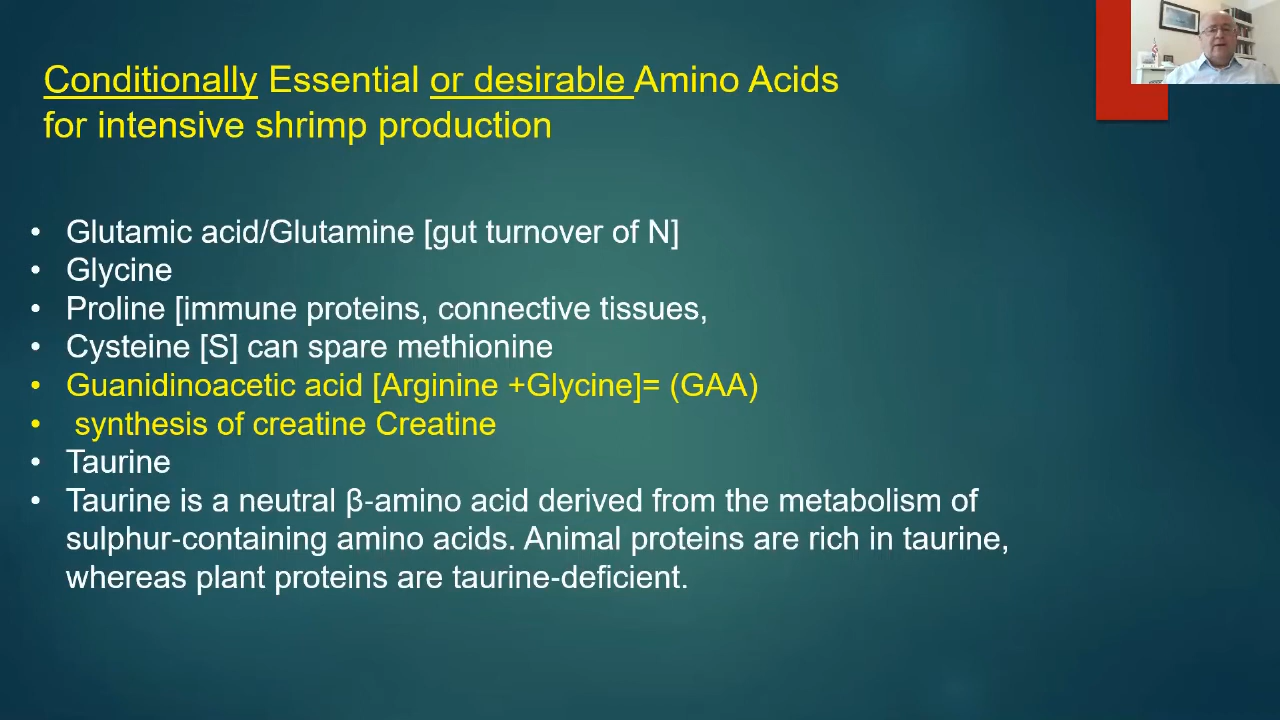 Conditionally Essential or desirable Amino Acids
for intensive shrimp production
• Glutamic acid/Glutamine [gut turnover of N]
• Glycine
• Proline [immune proteins, connective tissues,
• Cysteine [S] can spare methionine
• Guanidinoacetic acid [Arginine +Glycine]= (GAA)
• synthesis of creatine Creatine
• Taurine
• Taurine is a neutral β-amino acid derived from the metabolism of
sulphur-containing amino acids. Animal proteins are rich in taurine,
whereas plant proteins are taurine-deficient.